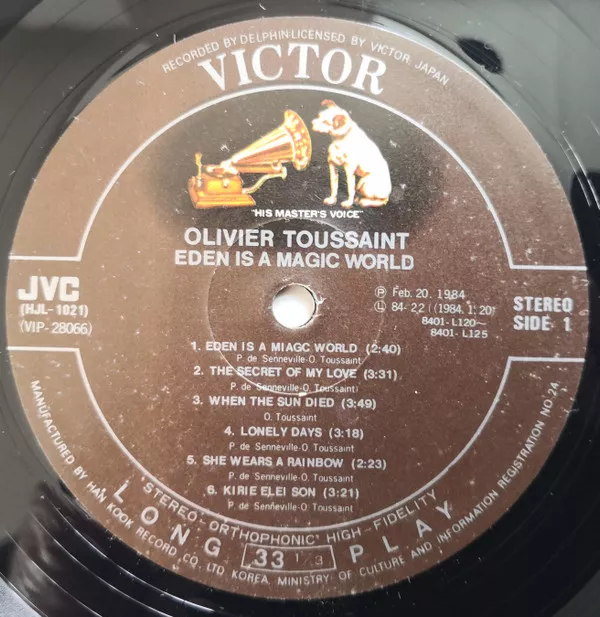 RECORDED BY DELPHIN LICENSED BY VICTOR, JAPAN
VICTOR
"HIS MASTER'S VOICE"
OLIVIER TOUSSAINT
EDEN IS A MAGIC WORLD
JVC
(HJL-1021)
(VIP-28066)
Ⓟ Feb. 20. 1984
Ⓛ 84-22 (1984. 1. 20)
8401-L120~
8401-L125
STEREO
SIDE 1
1. EDEN IS A MIAGC WORLD (2:40)
P. de Senneville-O. Toussaint
2. THE SECRET OF MY LOVE (3:31)
P. de Senneville-O. Toussaint
3. WHEN THE SUN DIED (3:49)
O. Toussaint
4. LONELY DAYS (3:18)
P. de Senneville-O. Toussaint
5. SHE WEARS A RAINBOW (2:23)
P. de Senneville-O. Toussaint
6. KIRIE ELEI SON (3:21)
P. de Senneville-O. Toussaint
"STEREO-ORTHOPHONIC" HIGH-FIDELITY
LONG 33 1/3 PLAY
MANUFACTURED BY HAN KOOK RECORD. CO. LTD. KOREA. MINISTRY OF CULTURE AND INFORMATION REGISTRATION NO. 24